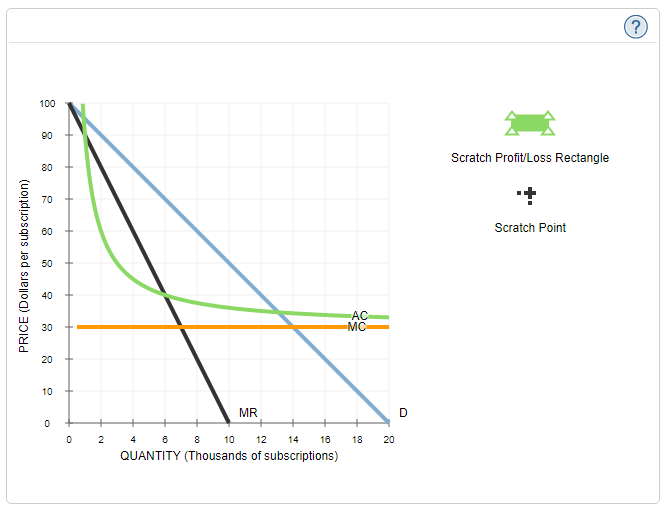 ?
100
90
80
70
60
50
40
30
20
10
0
PRICE (Dollars per subscription)
AC
MC
MR
D
0 2 4 6 8 10 12 14 16 18 20
QUANTITY (Thousands of subscriptions)
Scratch Profit/Loss Rectangle
Scratch Point